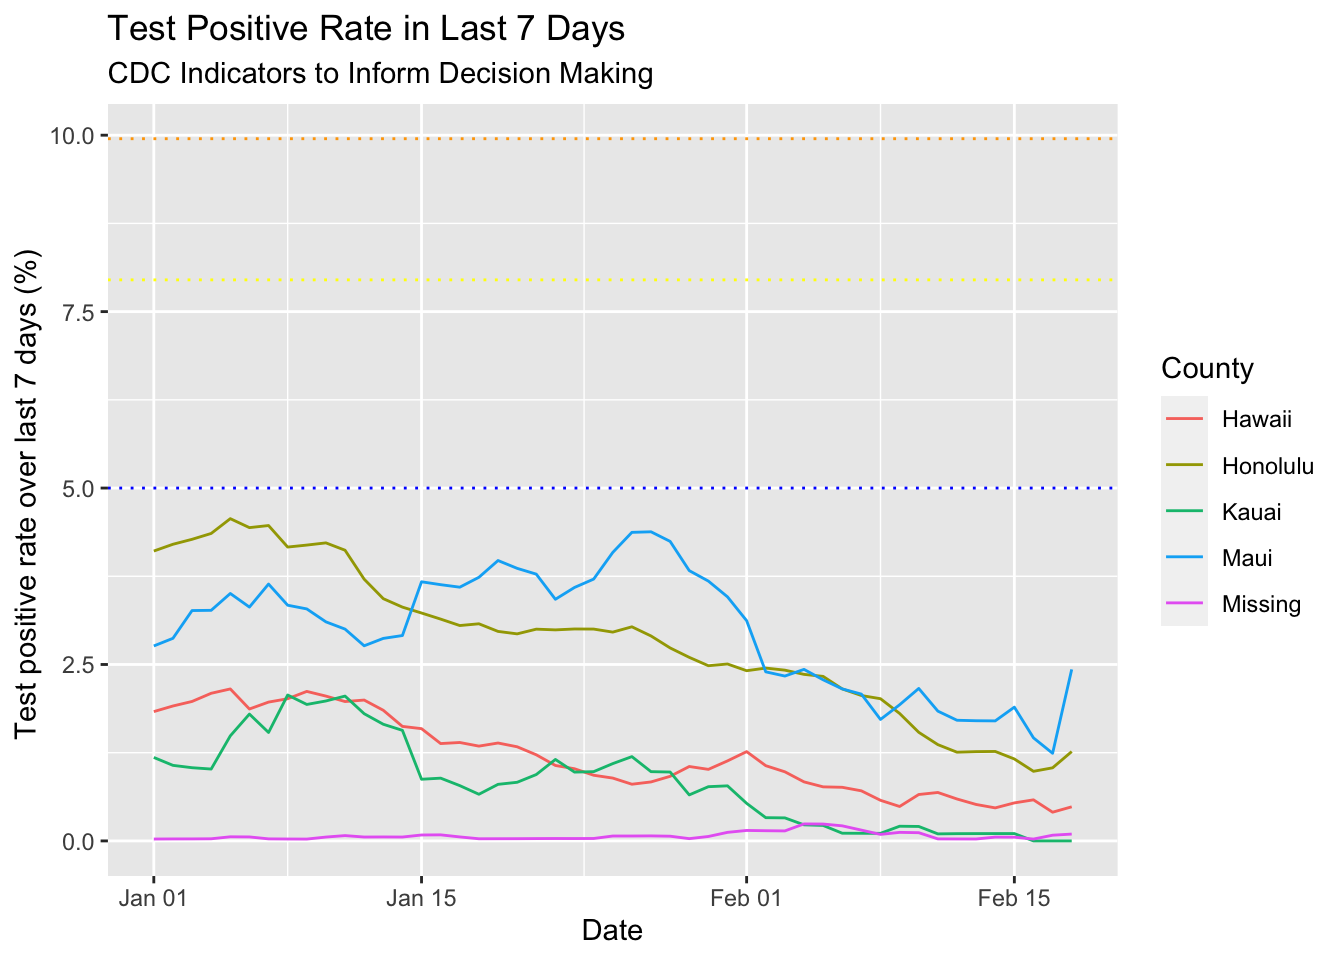 Test Positive Rate in Last 7 Days
CDC Indicators to Inform Decision Making
Test positive rate over last 7 days (%)
10.0
7.5
5.0
2.5
0.0
Jan 01
Jan 15
Feb 01
Feb 15
Date
County
Hawaii
Honolulu
Kauai
Maui
Missing